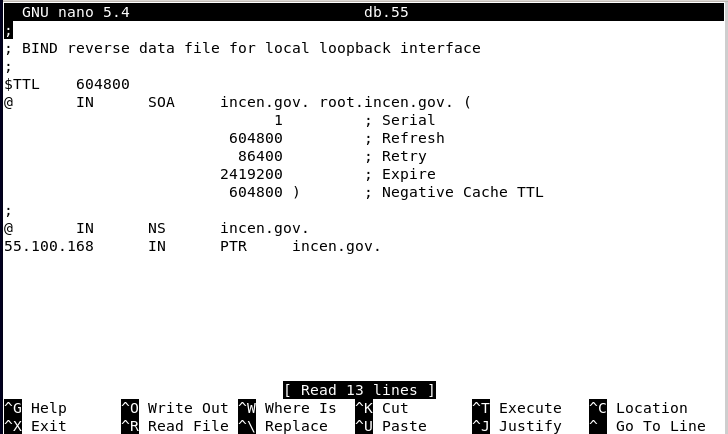 GNU nano 5.4 db.55
;
; BIND reverse data file for local loopback interface
;
$TTL 604800
@ IN SOA incen.gov. root.incen.gov. (
1 ; Serial
604800 ; Refresh
86400 ; Retry
2419200 ; Expire
604800 ) ; Negative Cache TTL
;
@ IN NS incen.gov.
55.100.168 IN PTR incen.gov.
[ Read 13 lines ]
^G Help ^O Write Out ^W Where Is ^K Cut ^T Execute ^C Location
^X Exit ^R Read File ^\ Replace ^U Paste ^J Justify ^_ Go To Line